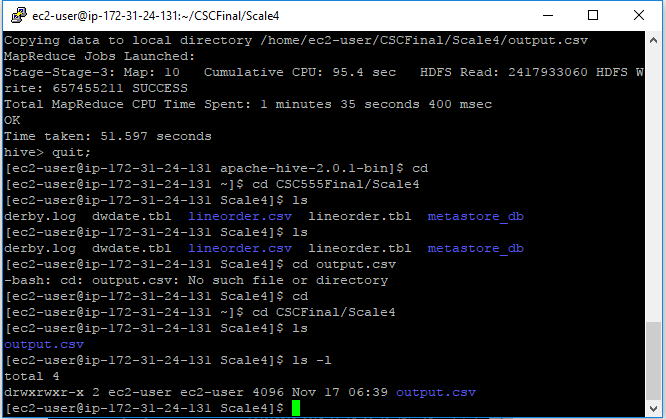 ec2-user@ip-172-31-24-131:~/CSCFinal/Scale4
Copying data to local directory /home/ec2-user/CSCFinal/Scale4/output.csv
MapReduce Jobs Launched:
Stage-Stage-3: Map: 10   Cumulative CPU: 95.4 sec   HDFS Read: 2417933060 HDFS W
rite: 657455211 SUCCESS
Total MapReduce CPU Time Spent: 1 minutes 35 seconds 400 msec
OK
Time taken: 51.597 seconds
hive> quit;
[ec2-user@ip-172-31-24-131 apache-hive-2.0.1-bin]$ cd
[ec2-user@ip-172-31-24-131 ~]$ cd CSC555Final/Scale4
[ec2-user@ip-172-31-24-131 Scale4]$ ls
derby.log  dwdate.tbl  lineorder.csv  lineorder.tbl  metastore_db
[ec2-user@ip-172-31-24-131 Scale4]$ ls
derby.log  dwdate.tbl  lineorder.csv  lineorder.tbl  metastore_db
[ec2-user@ip-172-31-24-131 Scale4]$ cd output.csv
-bash: cd: output.csv: No such file or directory
[ec2-user@ip-172-31-24-131 Scale4]$ cd
[ec2-user@ip-172-31-24-131 ~]$ cd CSCFinal/Scale4
[ec2-user@ip-172-31-24-131 Scale4]$ ls
output.csv
[ec2-user@ip-172-31-24-131 Scale4]$ ls -l
total 4
drwxrwxr-x 2 ec2-user ec2-user 4096 Nov 17 06:39 output.csv
[ec2-user@ip-172-31-24-131 Scale4]$